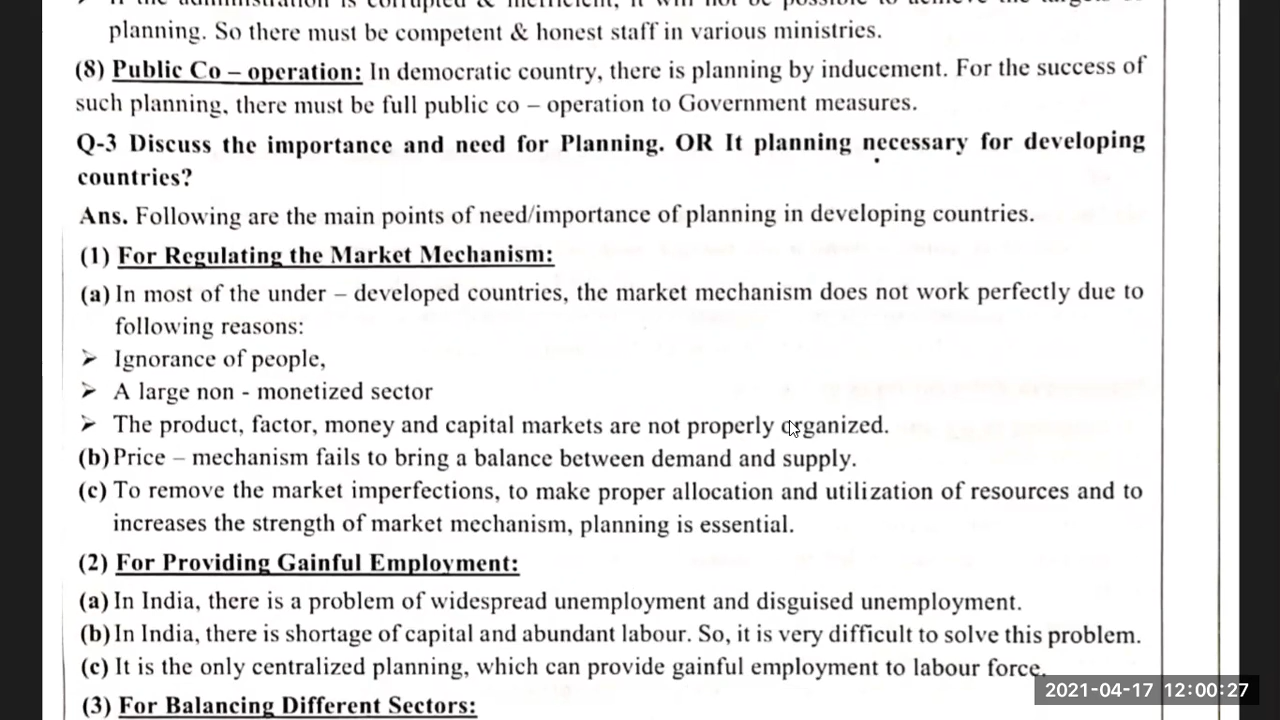 planning. So there must be competent & honest staff in various ministries.
(8) Public Co – operation: In democratic country, there is planning by inducement. For the success of
such planning, there must be full public co – operation to Government measures.
Q-3 Discuss the importance and need for Planning. OR It planning necessary for developing
countries?
Ans. Following are the main points of need/importance of planning in developing countries.
(1) For Regulating the Market Mechanism:
(a) In most of the under – developed countries, the market mechanism does not work perfectly due to
following reasons:
➢ Ignorance of people,
➢ A large non - monetized sector
➢ The product, factor, money and capital markets are not properly organized.
(b) Price – mechanism fails to bring a balance between demand and supply.
(c) To remove the market imperfections, to make proper allocation and utilization of resources and to
increases the strength of market mechanism, planning is essential.
(2) For Providing Gainful Employment:
(a) In India, there is a problem of widespread unemployment and disguised unemployment.
(b) In India, there is shortage of capital and abundant labour. So, it is very difficult to solve this problem.
(c) It is the only centralized planning, which can provide gainful employment to labour force.
2021-04-17 12:00:27
(3) For Balancing Different Sectors: